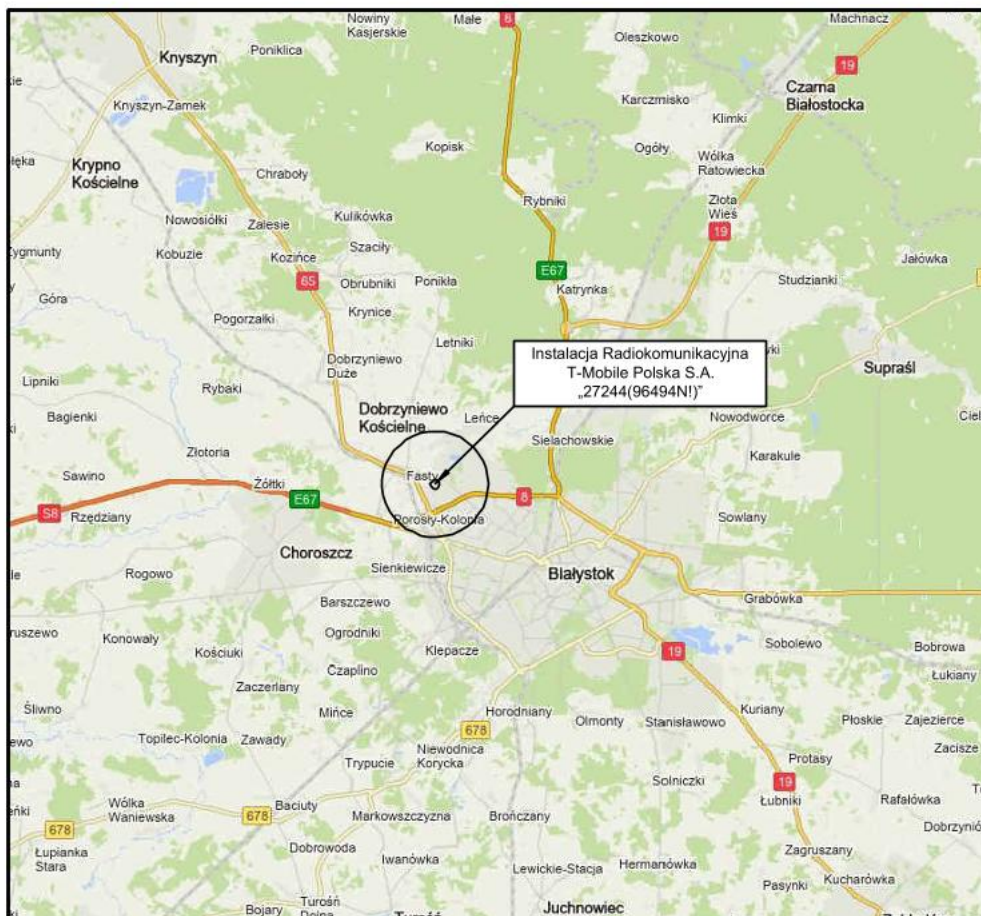 Nowiny
Kasjerskie
Małe
8
Machnacz
Oleszkowo
Poniklica
Knyszyn
19
Czarna
Białostocka
Karczmisko
Knyszyn-Zamek
Klimki
Kopisk
Ogóły
Wólka
Ratowiecka
Krypno
Kościelne
Chraboły
Rybniki
Złota
Wieś
Nowosiółki
Zalesie
Kulikówka
19
Szaciły
Kobuzie
Kozińce
Jałówka
E67
65
Obrubniki
Ponikła
Katrynka
Studzianki
Góra
Krynice
Pogorzałki
Letniki
Instalacja Radiokomunikacyjna
T-Mobile Polska S.A.
„27244(96494N!)”
Dobrzyniewo
Duże
Supraśl
Lipniki
Rybaki
Dobrzyniewo
Kościelne
Leńce
Nowodworce
Bagienki
Sielachowskie
Złotoria
Karakule
Sawino
Żółtki
Fasty
E67
8
S8
Rzędziany
Porosły-Kolonia
Sowlany
Choroszcz
Sienkiewicze
Rogowo
Białystok
Barszczewo
Grabówka
Konowały
Ogrodniki
Kościuki
Klepacze
19
Sobolewo
Bobrowa
Czaplino
Łukiany
Zaczerlany
Śliwno
Mińce
Horodniany
Olmonty
Stanisławowo
Kuriany
Płoskie
Zajezierce
678
Topilec-Kolonia
Zawady
Niewodnica
Korycka
Zacisze
Trypucie
Protasy
Solniczki
19
Wólka
Waniewska
Baciuty
Łubniki
Rafałówka
678
678
Markowszczyzna
Brończany
Łupianka
Stara
Dobrowoda
Zagruszany
Iwanówka
Lewickie-Stacja
Hermanówka
Kucharówka
Pasynki
Turośń
Bojary
Juchnowiec